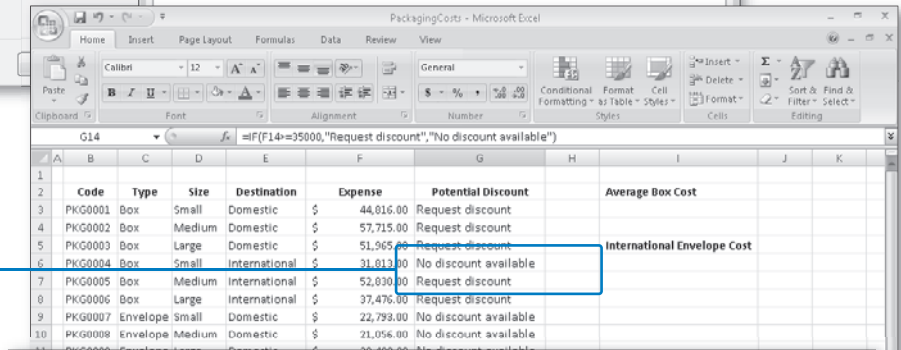 PackagingCosts - Microsoft Excel
Home Insert Page Layout Formulas Data Review View
Calibri 12 A A General Insert Σ
Paste B I U A $ % , Conditional Formatting as Table Format Cell Styles Delete Format Sort & Filter Find & Select
Clipboard Font Alignment Number Styles Cells Editing
G14 fx =IF(F14>=35000,"Request discount","No discount available")
A B C D E F G H I J K
1
2 Code Type Size Destination Expense Potential Discount Average Box Cost
3 PKG0001 Box Small Domestic $ 44,816.00 Request discount
4 PKG0002 Box Medium Domestic $ 57,715.00 Request discount
5 PKG0003 Box Large Domestic $ 51,965.00 Request discount International Envelope Cost
6 PKG0004 Box Small International $ 31,813.00 No discount available
7 PKG0005 Box Medium International $ 52,830.00 Request discount
8 PKG0006 Box Large International $ 37,476.00 Request discount
9 PKG0007 Envelope Small Domestic $ 22,793.00 No discount available
10 PKG0008 Envelope Medium Domestic $ 21,056.00 No discount available